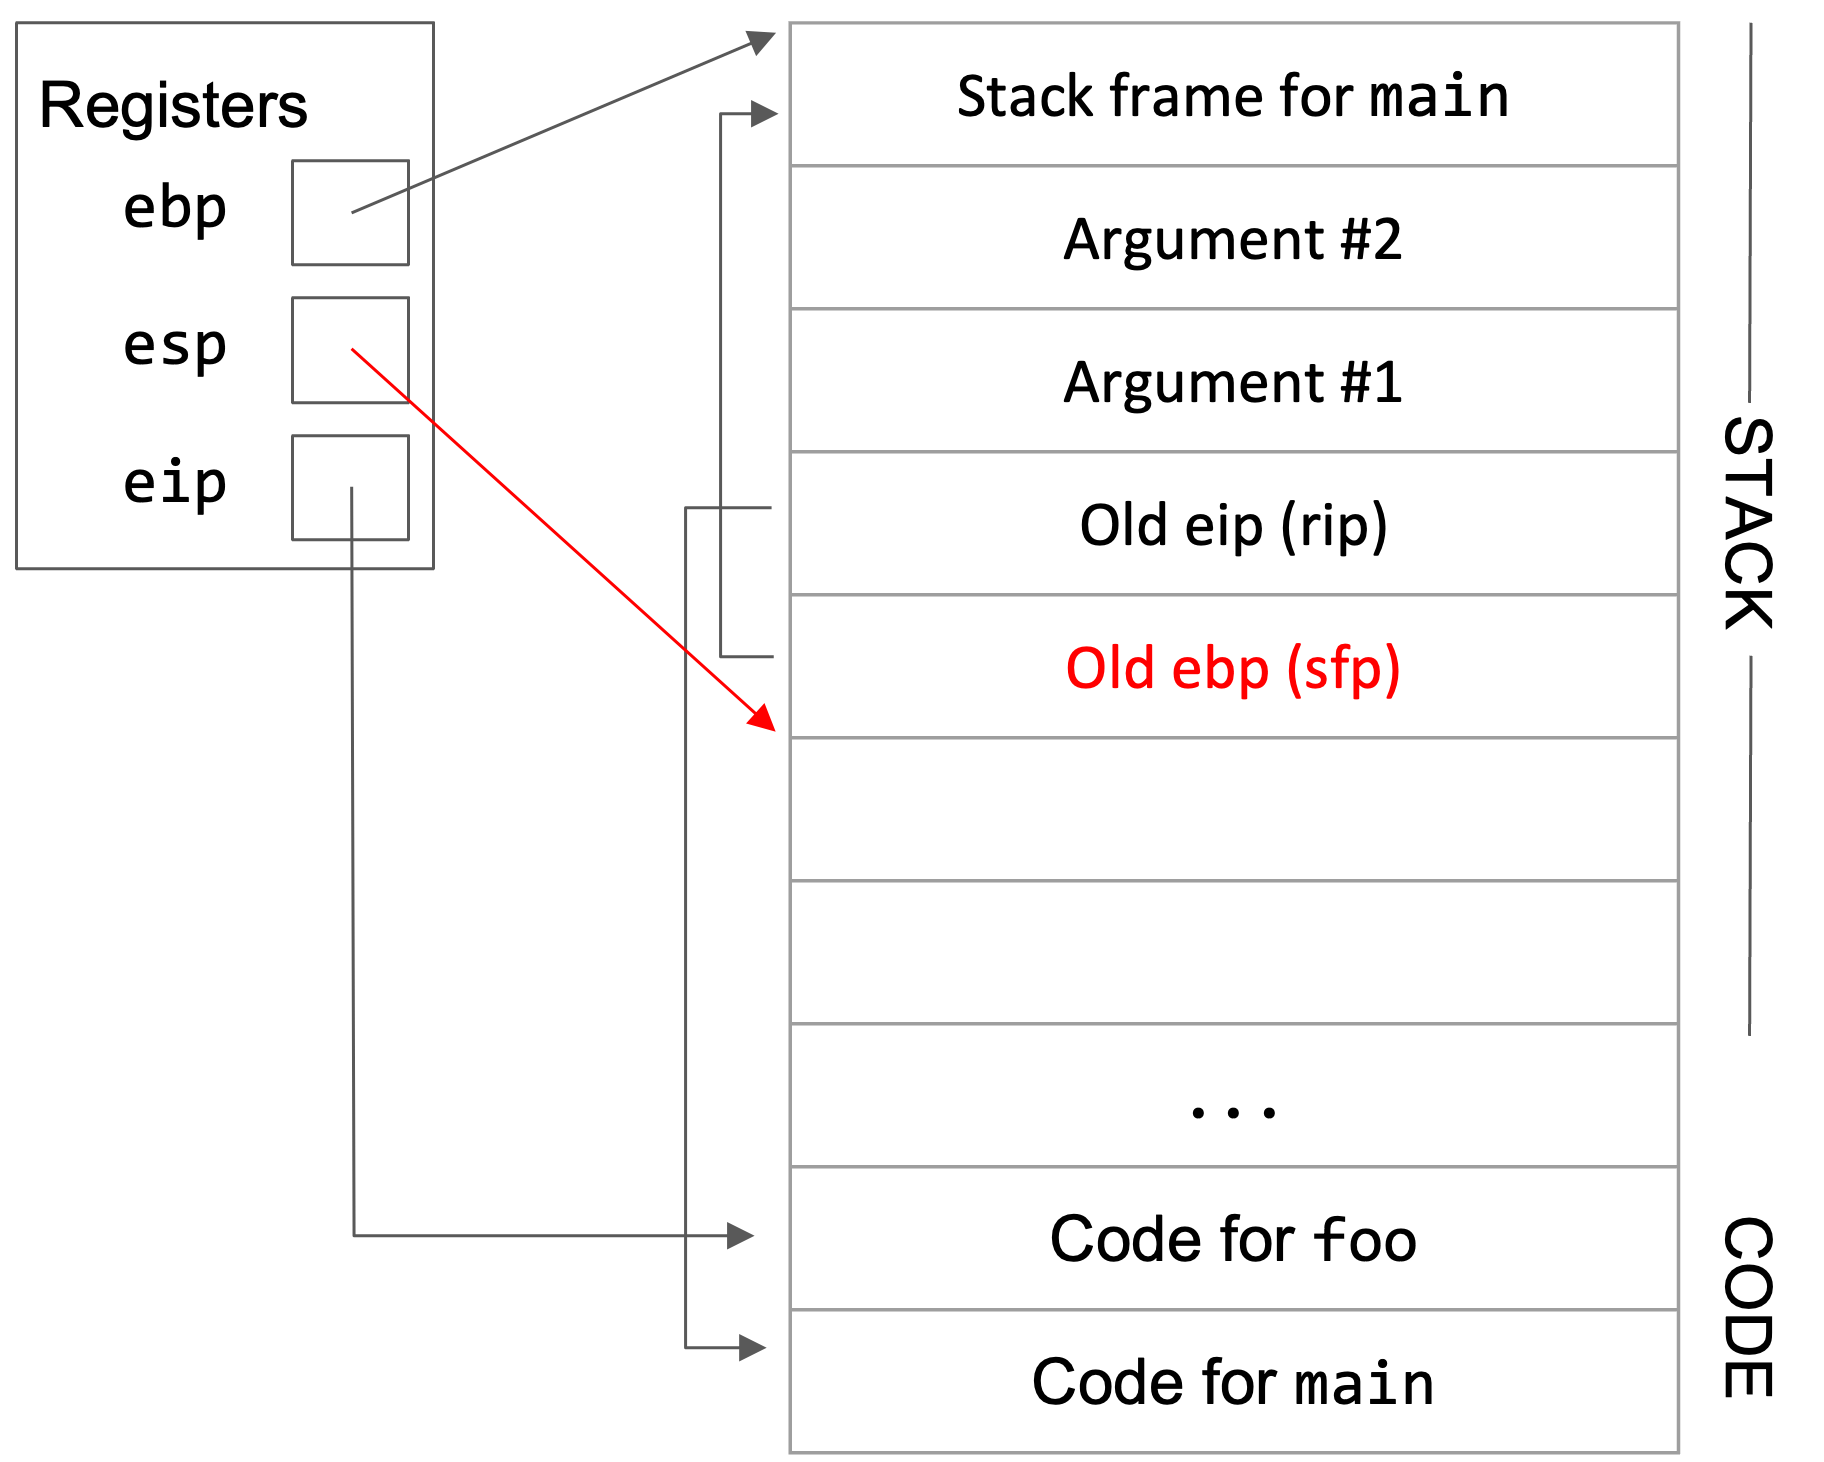 Registers
ebp
esp
eip
Stack frame for main
Argument #2
Argument #1
Old eip (rip)
Old ebp (sfp)
...
Code for foo
Code for main
STACK
CODE